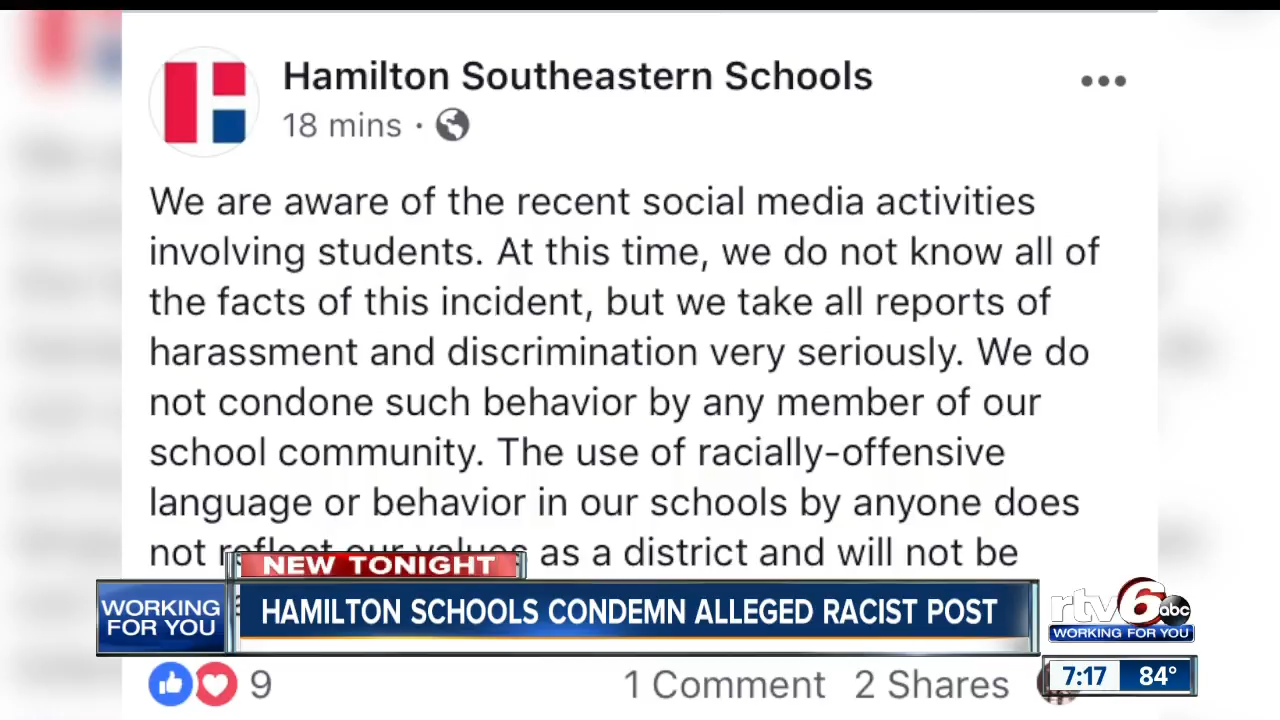 Hamilton Southeastern Schools
18 mins ·
We are aware of the recent social media activities
involving students. At this time, we do not know all of
the facts of this incident, but we take all reports of
harassment and discrimination very seriously. We do
not condone such behavior by any member of our
school community. The use of racially-offensive
language or behavior in our schools by anyone does
not reflect our values as a district and will not be
NEW TONIGHT
WORKING
FOR YOU
HAMILTON SCHOOLS CONDEMN ALLEGED RACIST POST
rtv6 abc
WORKING FOR YOU
7:17 84°
9 1 Comment 2 Shares